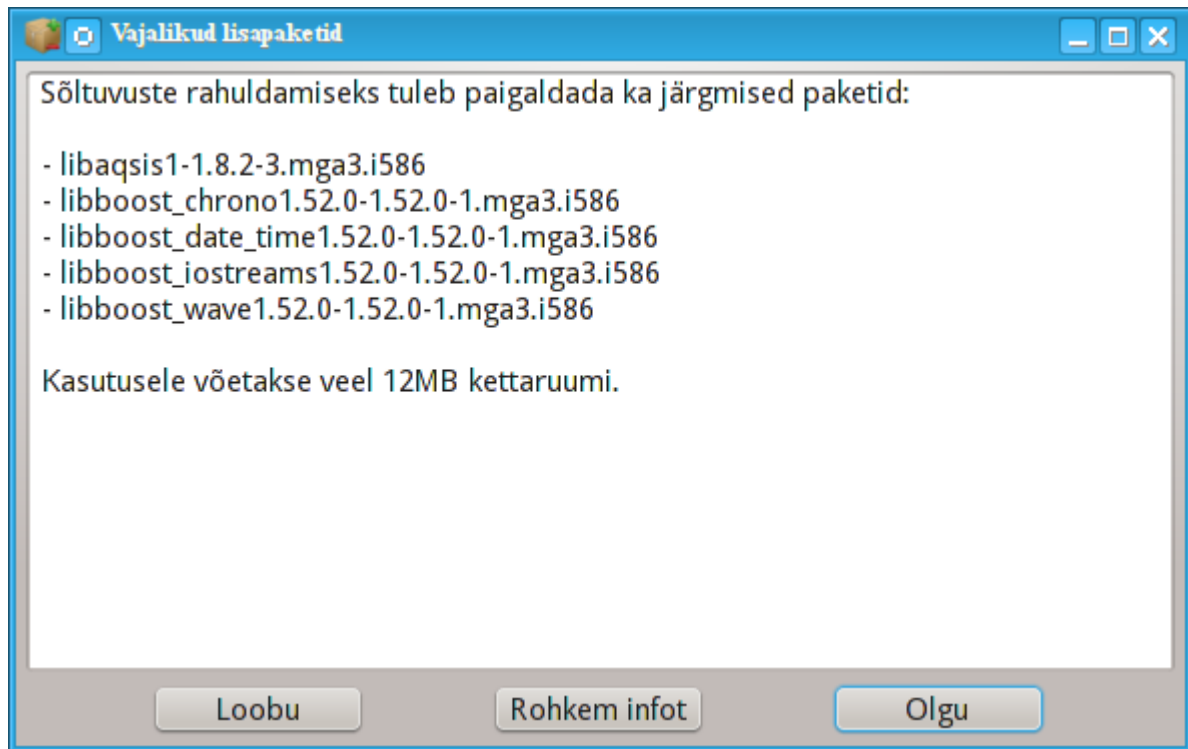 Vajalikud lisapaketid
Sõltuvuste rahuldamiseks tuleb paigaldada ka järgmised paketid:
- libaqsis1-1.8.2-3.mga3.i586
- libboost_chrono1.52.0-1.52.0-1.mga3.i586
- libboost_date_time1.52.0-1.52.0-1.mga3.i586
- libboost_iostreams1.52.0-1.52.0-1.mga3.i586
- libboost_wave1.52.0-1.52.0-1.mga3.i586
Kasutusele võetakse veel 12MB kettaruumi.
Loobu
Rohkem infot
Olgu